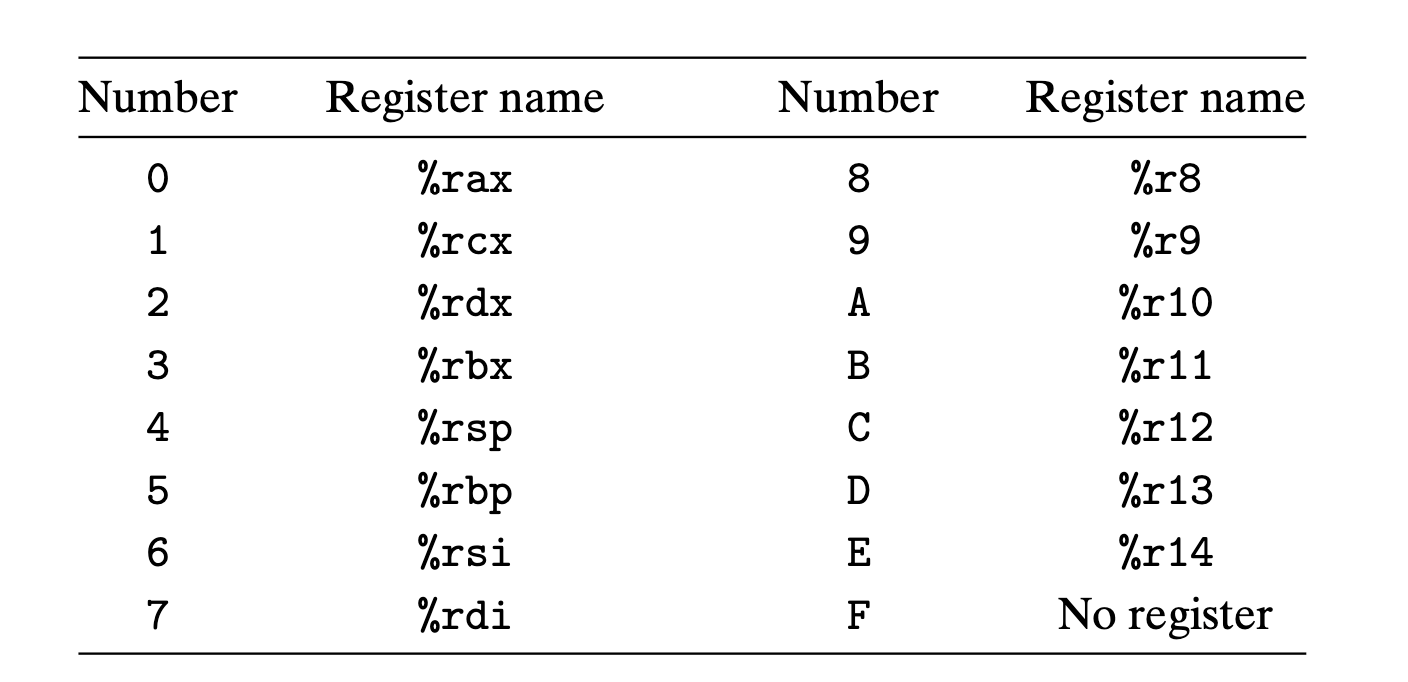 Number Register name Number Register name
0 %rax 8 %r8
1 %rcx 9 %r9
2 %rdx A %r10
3 %rbx B %r11
4 %rsp C %r12
5 %rbp D %r13
6 %rsi E %r14
7 %rdi F No register